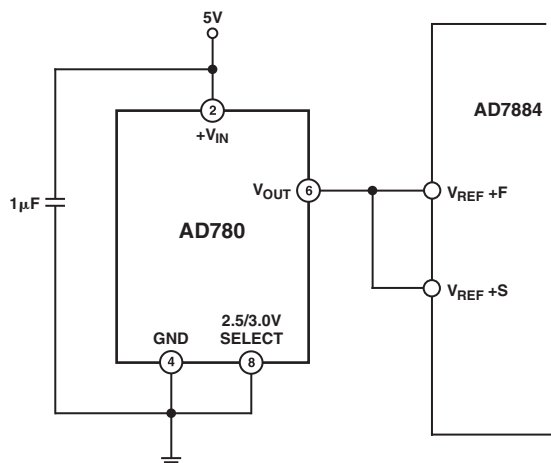 5V
2
+VIN
AD7884
1μF
VOUT
6
VREF +F
AD780
VREF +S
2.5/3.0V
GND
SELECT
4
8